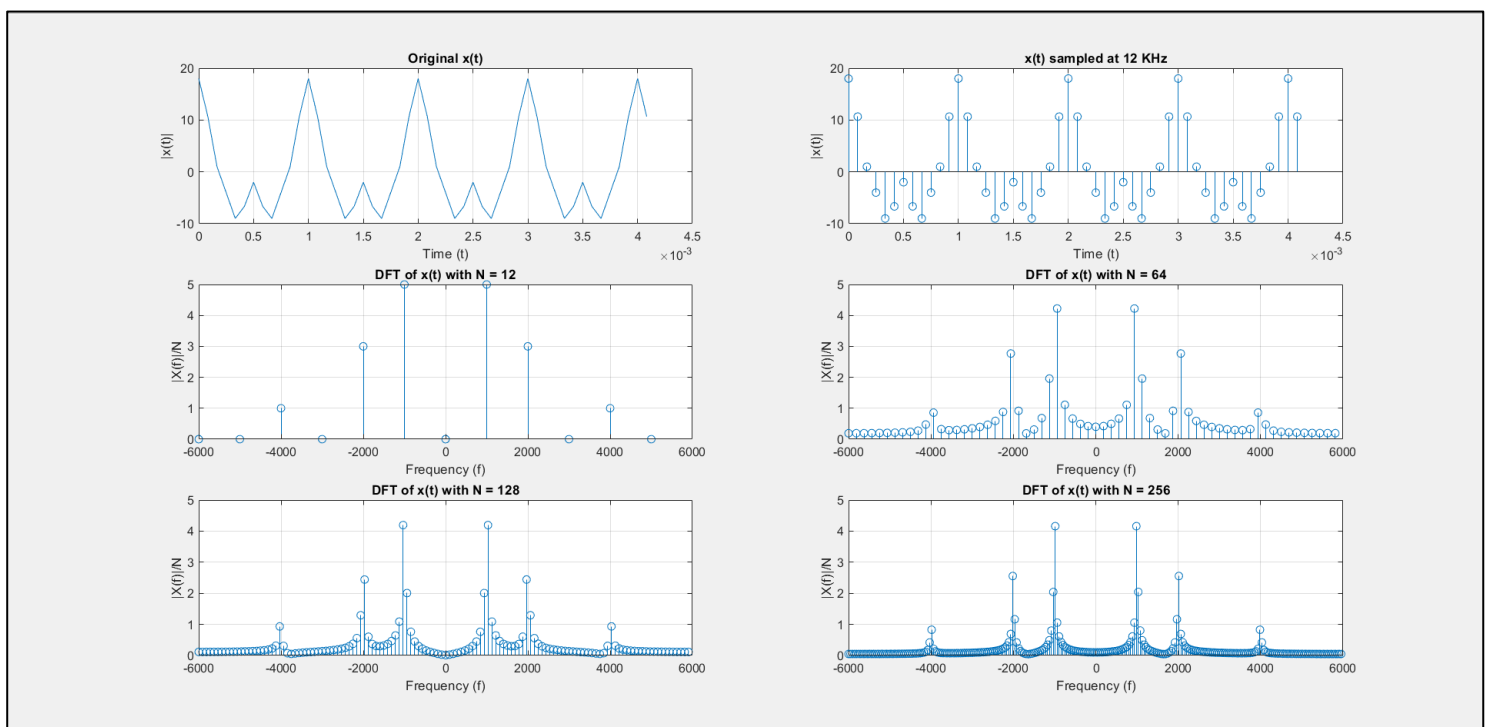 Original x(t)
20
10
0
-10
|x(t)|
0 0.5 1 1.5 2 2.5 3 3.5 4 4.5
Time (t)
×10-3
x(t) sampled at 12 KHz
20
10
0
-10
|x(t)|
0 0.5 1 1.5 2 2.5 3 3.5 4 4.5
Time (t)
×10-3
DFT of x(t) with N = 12
5
4
3
2
1
0
|X(f)|/N
-6000 -4000 -2000 0 2000 4000 6000
Frequency (f)
DFT of x(t) with N = 64
5
4
3
2
1
0
|X(f)|/N
-6000 -4000 -2000 0 2000 4000 6000
Frequency (f)
DFT of x(t) with N = 128
5
4
3
2
1
0
|X(f)|/N
-6000 -4000 -2000 0 2000 4000 6000
Frequency (f)
DFT of x(t) with N = 256
5
4
3
2
1
0
|X(f)|/N
-6000 -4000 -2000 0 2000 4000 6000
Frequency (f)